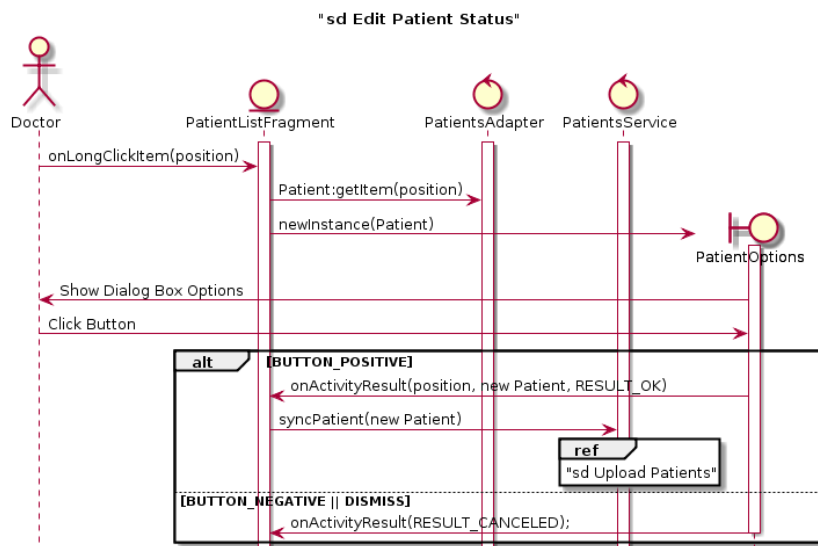 "sd Edit Patient Status"
Doctor
PatientListFragment
PatientsAdapter
PatientsService
onLongClickItem(position)
Patient:getItem(position)
newInstance(Patient)
PatientOptions
Show Dialog Box Options
Click Button
alt
[BUTTON_POSITIVE]
onActivityResult(position, new Patient, RESULT_OK)
syncPatient(new Patient)
ref
"sd Upload Patients"
[BUTTON_NEGATIVE || DISMISS]
onActivityResult(RESULT_CANCELED);